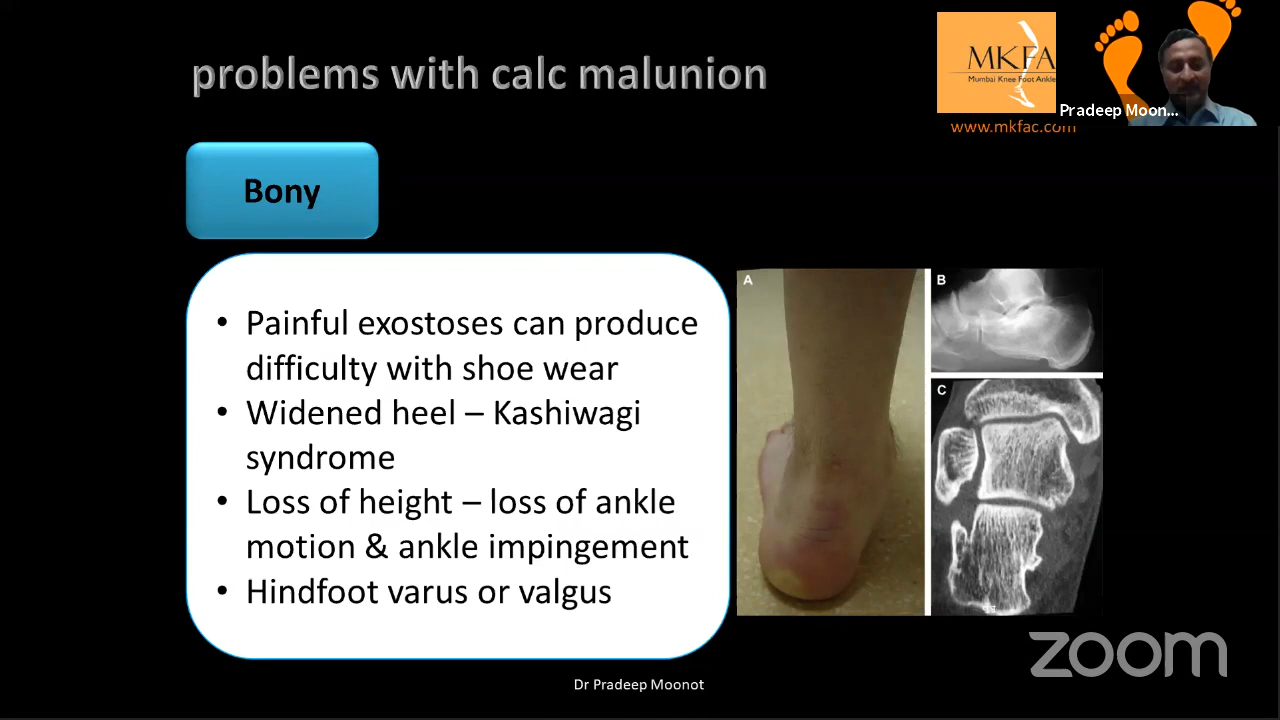 problems with calc malunion
MKFA
Mumbai Knee Foot Ankle
Pradeep Moon...
www.mkfac.com
Bony
• Painful exostoses can produce
difficulty with shoe wear
• Widened heel – Kashiwagi
syndrome
• Loss of height – loss of ankle
motion & ankle impingement
• Hindfoot varus or valgus
A
B
C
zoom
Dr Pradeep Moonot